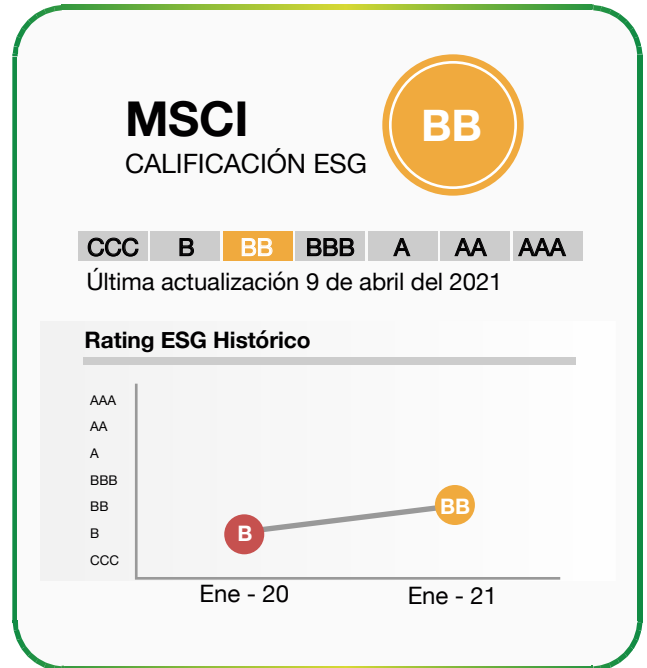 MSCI
CALIFICACIÓN ESG
BB
CCC B BB BBB A AA AAA
Última actualización 9 de abril del 2021
Rating ESG Histórico
AAA
AA
A
BBB
BB
B
CCC
B
BB
Ene - 20 Ene - 21